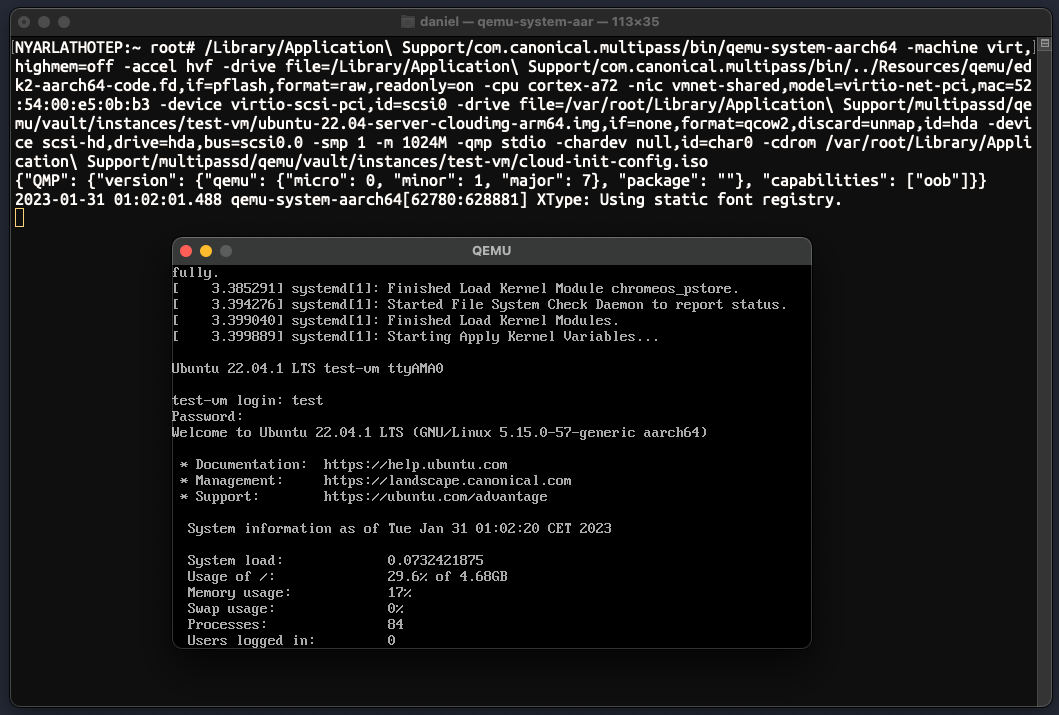 daniel — qemu-system-aar — 113×35
[NYARLATHOTEP:~ root# /Library/Application\ Support/com.canonical.multipass/bin/qemu-system-aarch64 -machine virt,]
highmem=off -accel hvf -drive file=/Library/Application\ Support/com.canonical.multipass/bin/../Resources/qemu/ed
k2-aarch64-code.fd,if=pflash,format=raw,readonly=on -cpu cortex-a72 -nic vmnet-shared,model=virtio-net-pci,mac=52
:54:00:e5:0b:b3 -device virtio-scsi-pci,id=scsi0 -drive file=/var/root/Library/Application\ Support/multipassd/qe
mu/vault/instances/test-vm/ubuntu-22.04-server-cloudimg-arm64.img,if=none,format=qcow2,discard=unmap,id=hda -devi
ce scsi-hd,drive=hda,bus=scsi0.0 -smp 1 -m 1024M -qmp stdio -chardev null,id=char0 -cdrom /var/root/Library/Appli
cation\ Support/multipassd/qemu/vault/instances/test-vm/cloud-init-config.iso
{"QMP": {"version": {"qemu": {"micro": 0, "minor": 1, "major": 7}, "package": ""}, "capabilities": ["oob"]}}
2023-01-31 01:02:01.488 qemu-system-aarch64[62780:628881] XType: Using static font registry.
QEMU
fully.
[    3.385291] systemd[1]: Finished Load Kernel Module chromeos_pstore.
[    3.394276] systemd[1]: Started File System Check Daemon to report status.
[    3.399040] systemd[1]: Finished Load Kernel Modules.
[    3.399889] systemd[1]: Starting Apply Kernel Variables...
Ubuntu 22.04.1 LTS test-vm ttyAMA0
test-vm login: test
Password:
Welcome to Ubuntu 22.04.1 LTS (GNU/Linux 5.15.0-57-generic aarch64)
* Documentation:  https://help.ubuntu.com
* Management:     https://landscape.canonical.com
* Support:        https://ubuntu.com/advantage
System information as of Tue Jan 31 01:02:20 CET 2023
System load:             0.0732421875
Usage of /:              29.6% of 4.68GB
Memory usage:            17%
Swap usage:              0%
Processes:               84
Users logged in:         0